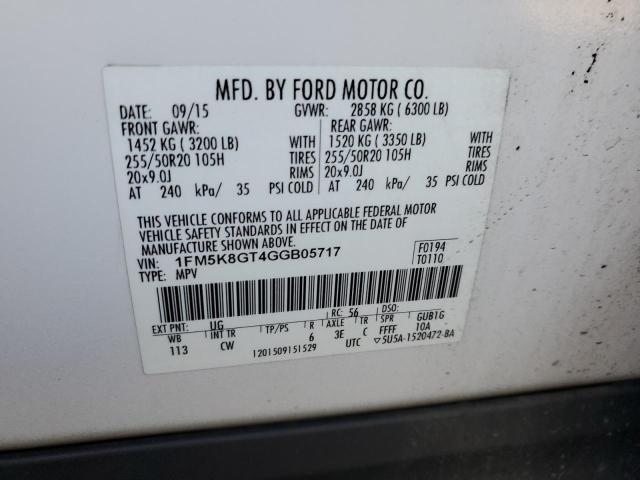 MFD. BY FORD MOTOR CO.
DATE: 09/15 GVWR: 2858 KG ( 6300 LB)
FRONT GAWR: REAR GAWR:
1452 KG ( 3200 LB) WITH 1520 KG ( 3350 LB) WITH
255/50R20 105H TIRES 255/50R20 105H TIRES
20x9.0J RIMS 20x9.0J RIMS
AT 240 kPa/ 35 PSI COLD AT 240 kPa/ 35 PSI COLD
THIS VEHICLE CONFORMS TO ALL APPLICABLE FEDERAL MOTOR
VEHICLE SAFETY STANDARDS IN EFFECT ON THE DATE OF
MANUFACTURE SHOWN ABOVE.
VIN: 1FM5K8GT4GGB05717 F0194
TYPE: MPV T0110
EXT PNT: UG RC: 56 DSO:
WB INT TR TP/PS R AXLE TR SPR GUB1G
113 CW 6 3E C FFFF 10A
1201509151529 UTC ▽5U5A-1520472-BA